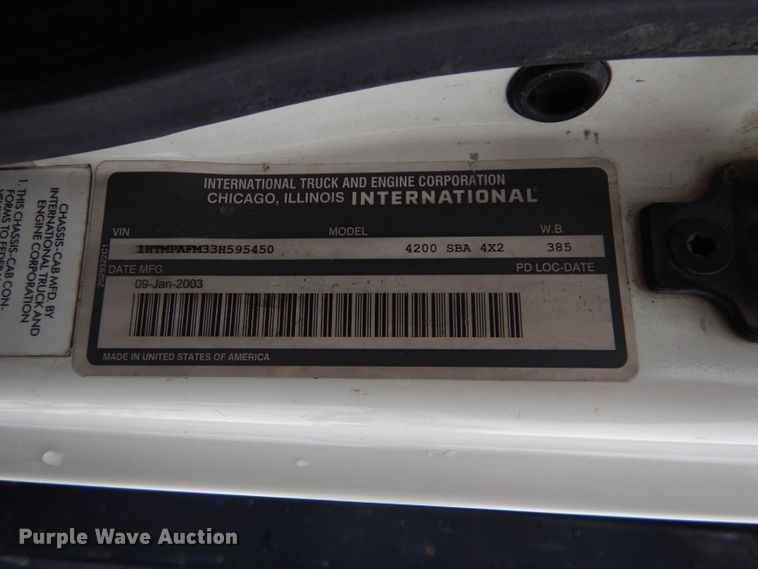 INTERNATIONAL TRUCK AND ENGINE CORPORATION
CHICAGO, ILLINOIS INTERNATIONAL
VIN MODEL W.B.
1HTMPAFM33H595450 4200 SBA 4X2 385
DATE MFG PD LOC-DATE
09-Jan-2003
MADE IN UNITED STATES OF AMERICA
CHASSIS-CAB MFD. BY
INTERNATIONAL TRUCK AND
ENGINE CORPORATION
1. THIS CHASSIS-CAB CON-
FORMS TO FEDER
Purple Wave Auction